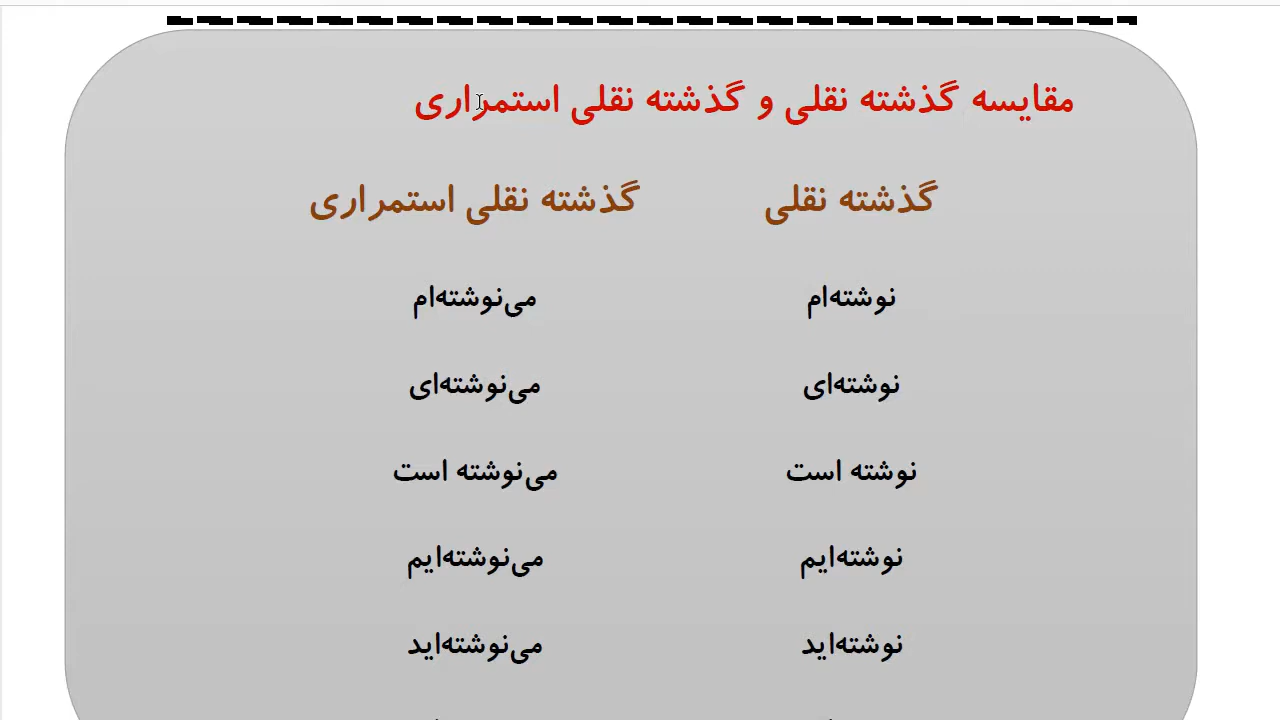 مقایسه گذشته نقلی و گذشته نقلی استمراری
گذشته نقلی گذشته نقلی استمراری
نوشته‌ام می‌نوشته‌ام
نوشته‌ای می‌نوشته‌ای
نوشته است می‌نوشته است
نوشته‌ایم می‌نوشته‌ایم
نوشته‌اید می‌نوشته‌اید